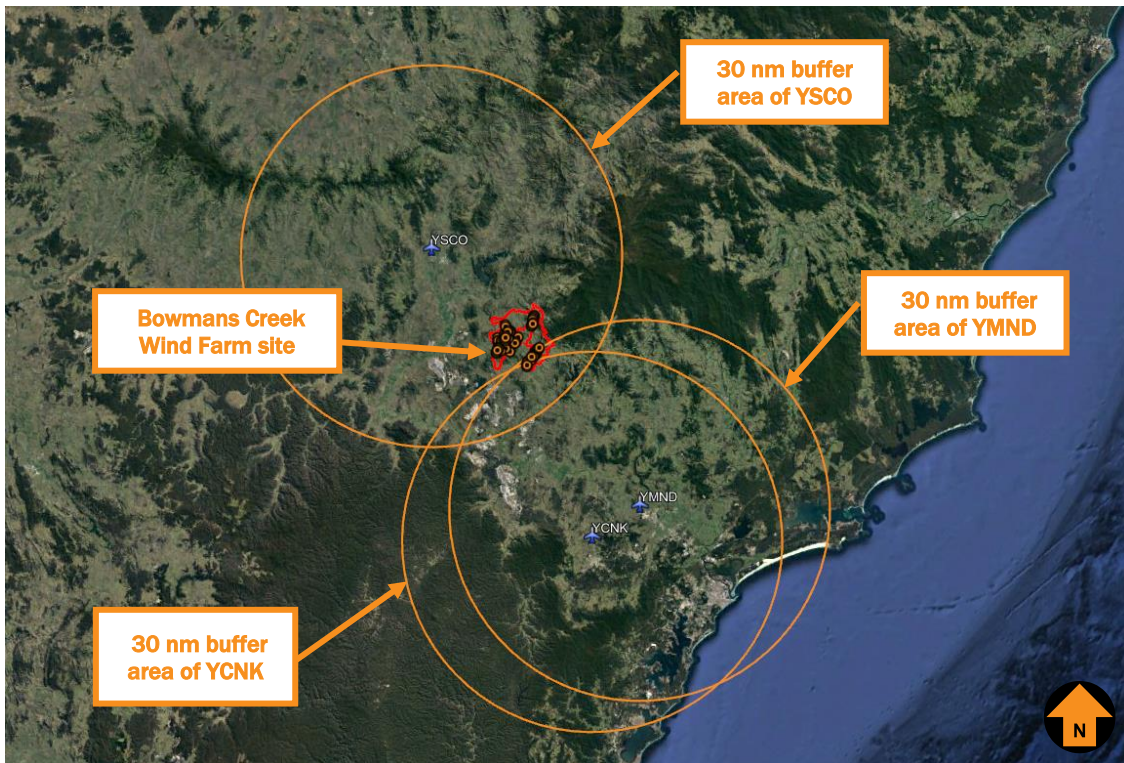 30 nm buffer
area of YSCO
YSCO
30 nm buffer
area of YMND
Bowmans Creek
Wind Farm site
YMND
YCNK
30 nm buffer
area of YCNK
N